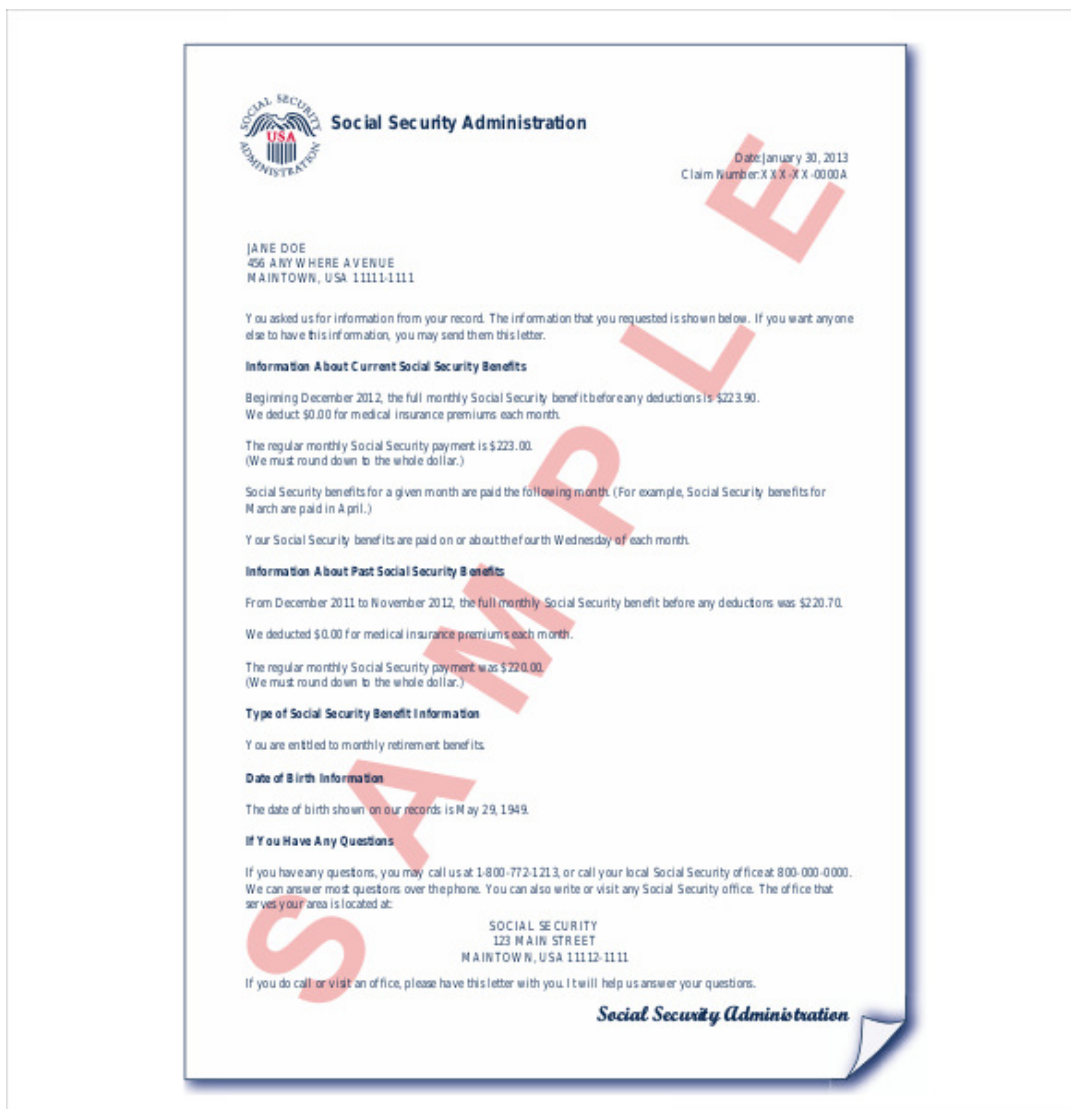 SOCIAL SECURITY ADMINISTRATION
USA
Social Security Administration
Date:January 30, 2013
Claim Number:XXX-XX-0000A
JANE DOE
456 ANYWHERE AVENUE
MAINTOWN, USA 11111-1111
You asked us for information from your record. The information that you requested is shown below. If you want anyone
else to have this information, you may send them this letter.
Information About Current Social Security Benefits
Beginning December 2012, the full monthly Social Security benefit before any deductions is $223.90.
We deduct $0.00 for medical insurance premiums each month.
The regular monthly Social Security payment is $223.00.
(We must round down to the whole dollar.)
Social Security benefits for a given month are paid the following month. (For example, Social Security benefits for
March are paid in April.)
Your Social Security benefits are paid on or about the fourth Wednesday of each month.
Information About Past Social Security Benefits
From December 2011 to November 2012, the full monthly Social Security benefit before any deductions was $220.70.
We deducted $0.00 for medical insurance premiums each month.
The regular monthly Social Security payment was $220.00.
(We must round down to the whole dollar.)
Type of Social Security Benefit Information
You are entitled to monthly retirement benefits.
Date of Birth Information
The date of birth shown on our records is May 29, 1949.
If You Have Any Questions
If you have any questions, you may call us at 1-800-772-1213, or call your local Social Security office at 800-000-0000.
We can answer most questions over the phone. You can also write or visit any Social Security office. The office that
serves your area is located at:
SOCIAL SECURITY
123 MAIN STREET
MAINTOWN, USA 11112-1111
If you do call or visit an office, please have this letter with you. It will help us answer your questions.
Social Security Administration
SAMPLE